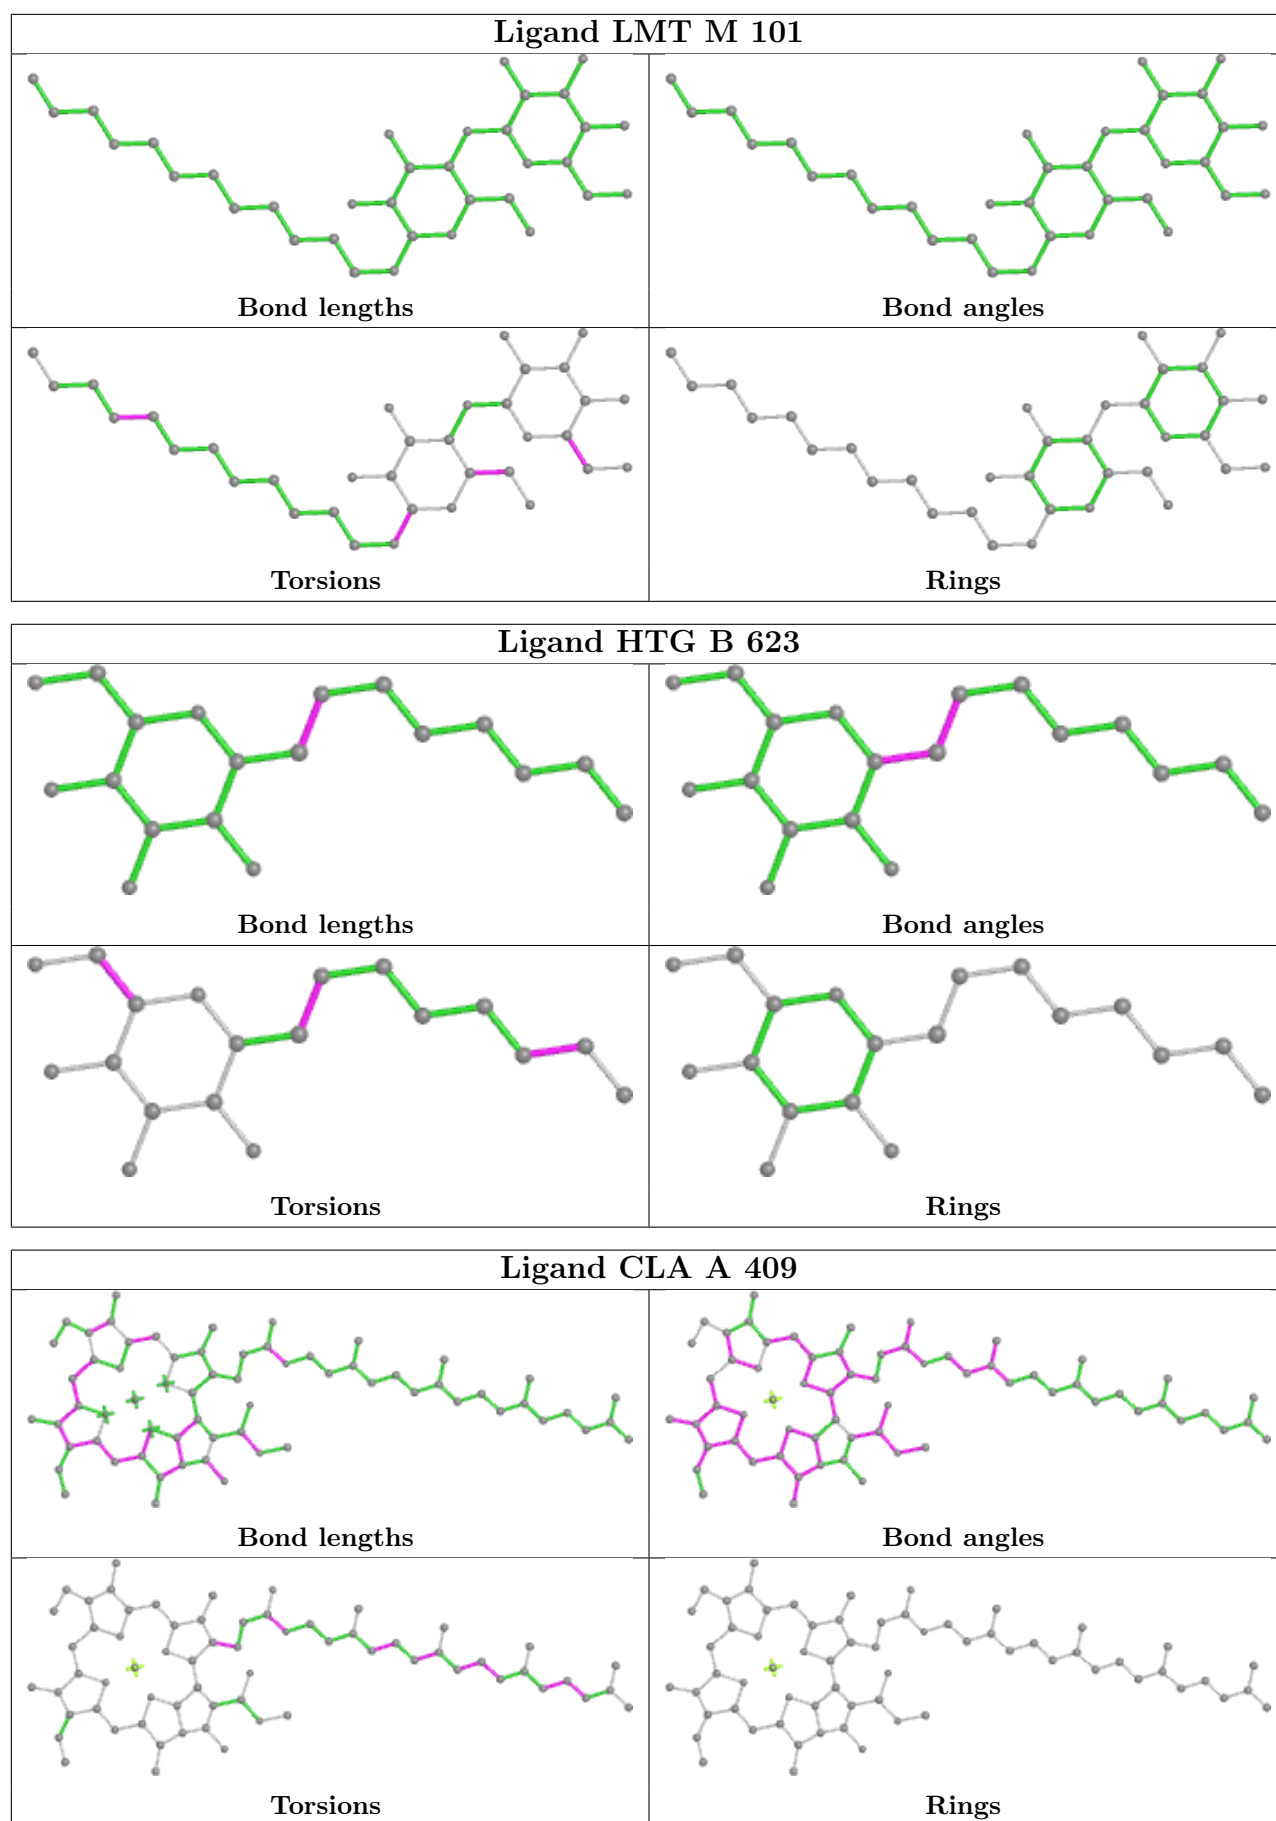 Ligand LMT M 101
Bond lengths
Bond angles
Torsions
Rings
Ligand HTG B 623
Bond lengths
Bond angles
Torsions
Rings
Ligand CLA A 409
Bond lengths
Bond angles
Torsions
Rings